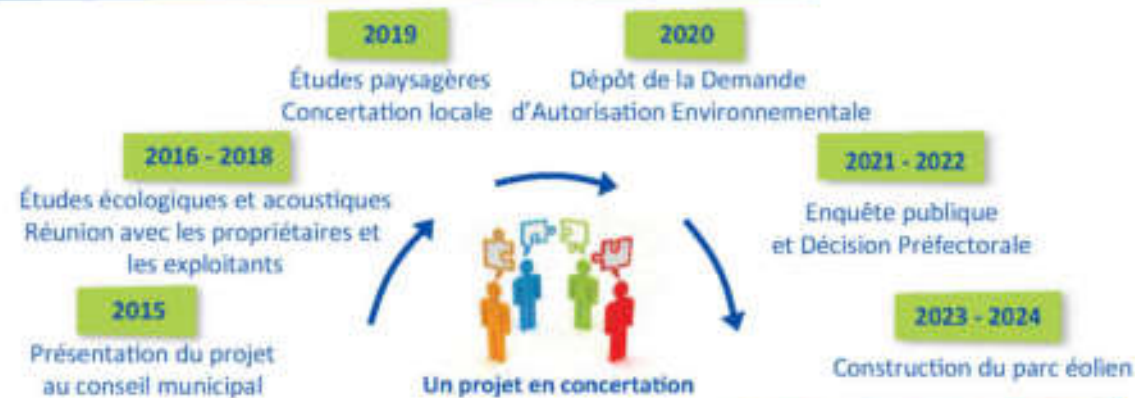 2015
Présentation du projet
au conseil municipal
2016 - 2018
Études écologiques et acoustiques
Réunion avec les propriétaires et
les exploitants
2019
Études paysagères
Concertation locale
2020
Dépôt de la Demande
d'Autorisation Environnementale
2021 - 2022
Enquête publique
et Décision Préfectorale
2023 - 2024
Construction du parc éolien
Un projet en concertation